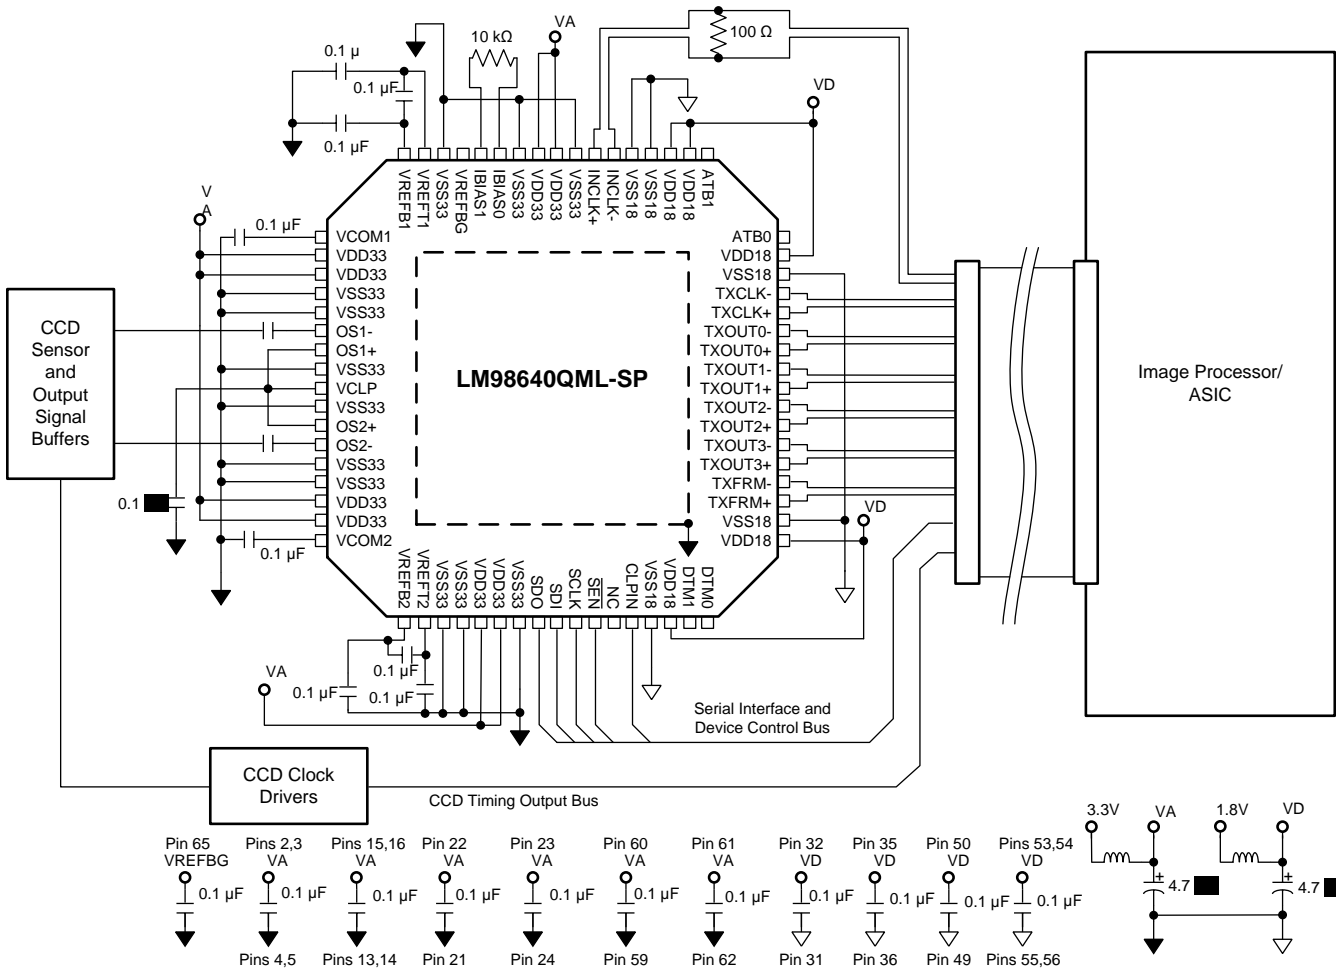 10 kΩ
VA
100 Ω
0.1 µ
0.1 µF
0.1 µF
VD
VREFB1
VREFT1
VSS33
VREFBG
IBIAS1
IBIAS0
VSS33
VDD33
VDD33
VSS33
INCLK+
INCLK-
VSS18
VSS18
VDD18
VDD18
ATB1
V
A
0.1 µF
VCOM1
VDD33
VDD33
VSS33
VSS33
OS1-
OS1+
VSS33
VCLP
VSS33
OS2+
OS2-
VSS33
VSS33
VDD33
VDD33
VCOM2
0.1
0.1 µF
CCD
Sensor
and
Output
Signal
Buffers
LM98640QML-SP
ATB0
VDD18
VSS18
TXCLK-
TXCLK+
TXOUT0-
TXOUT0+
TXOUT1-
TXOUT1+
TXOUT2-
TXOUT2+
TXOUT3-
TXOUT3+
TXFRM-
TXFRM+
VSS18
VDD18
VD
Image Processor/
ASIC
VREFB2
VREFT2
VSS33
VSS33
VDD33
VDD33
VSS33
SDO
SDI
SCLK
SEN
NC
CLPIN
VSS18
VDD18
DTM1
DTM0
VA
0.1 µF
0.1 µF
0.1 µF
Serial Interface and
Device Control Bus
CCD Clock
Drivers
CCD Timing Output Bus
3.3V
VA
1.8V
VD
4.7
4.7
Pin 65
VREFBG
0.1 µF
Pins 2,3
VA
0.1 µF
Pins 4,5
Pins 15,16
VA
0.1 µF
Pins 13,14
Pin 22
VA
0.1 µF
Pin 21
Pin 23
VA
0.1 µF
Pin 24
Pin 60
VA
0.1 µF
Pin 59
Pin 61
VA
0.1 µF
Pin 62
Pin 32
VD
0.1 µF
Pin 31
Pin 35
VD
0.1 µF
Pin 36
Pin 50
VD
0.1 µF
Pin 49
Pins 53,54
VD
0.1 µF
Pins 55,56